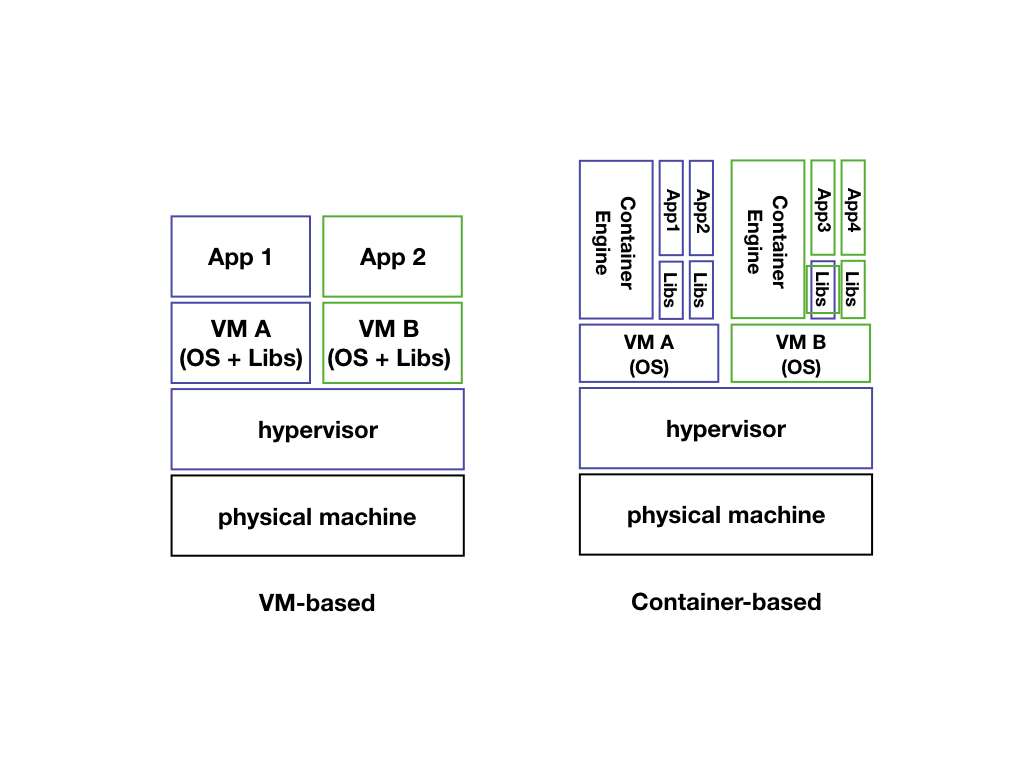 App 1
App 2
VM A
(OS + Libs)
VM B
(OS + Libs)
hypervisor
physical machine
VM-based
Container
Engine
App1
App2
Libs
Libs
Container
Engine
App3
App4
Libs
Libs
VM A
(OS)
VM B
(OS)
hypervisor
physical machine
Container-based